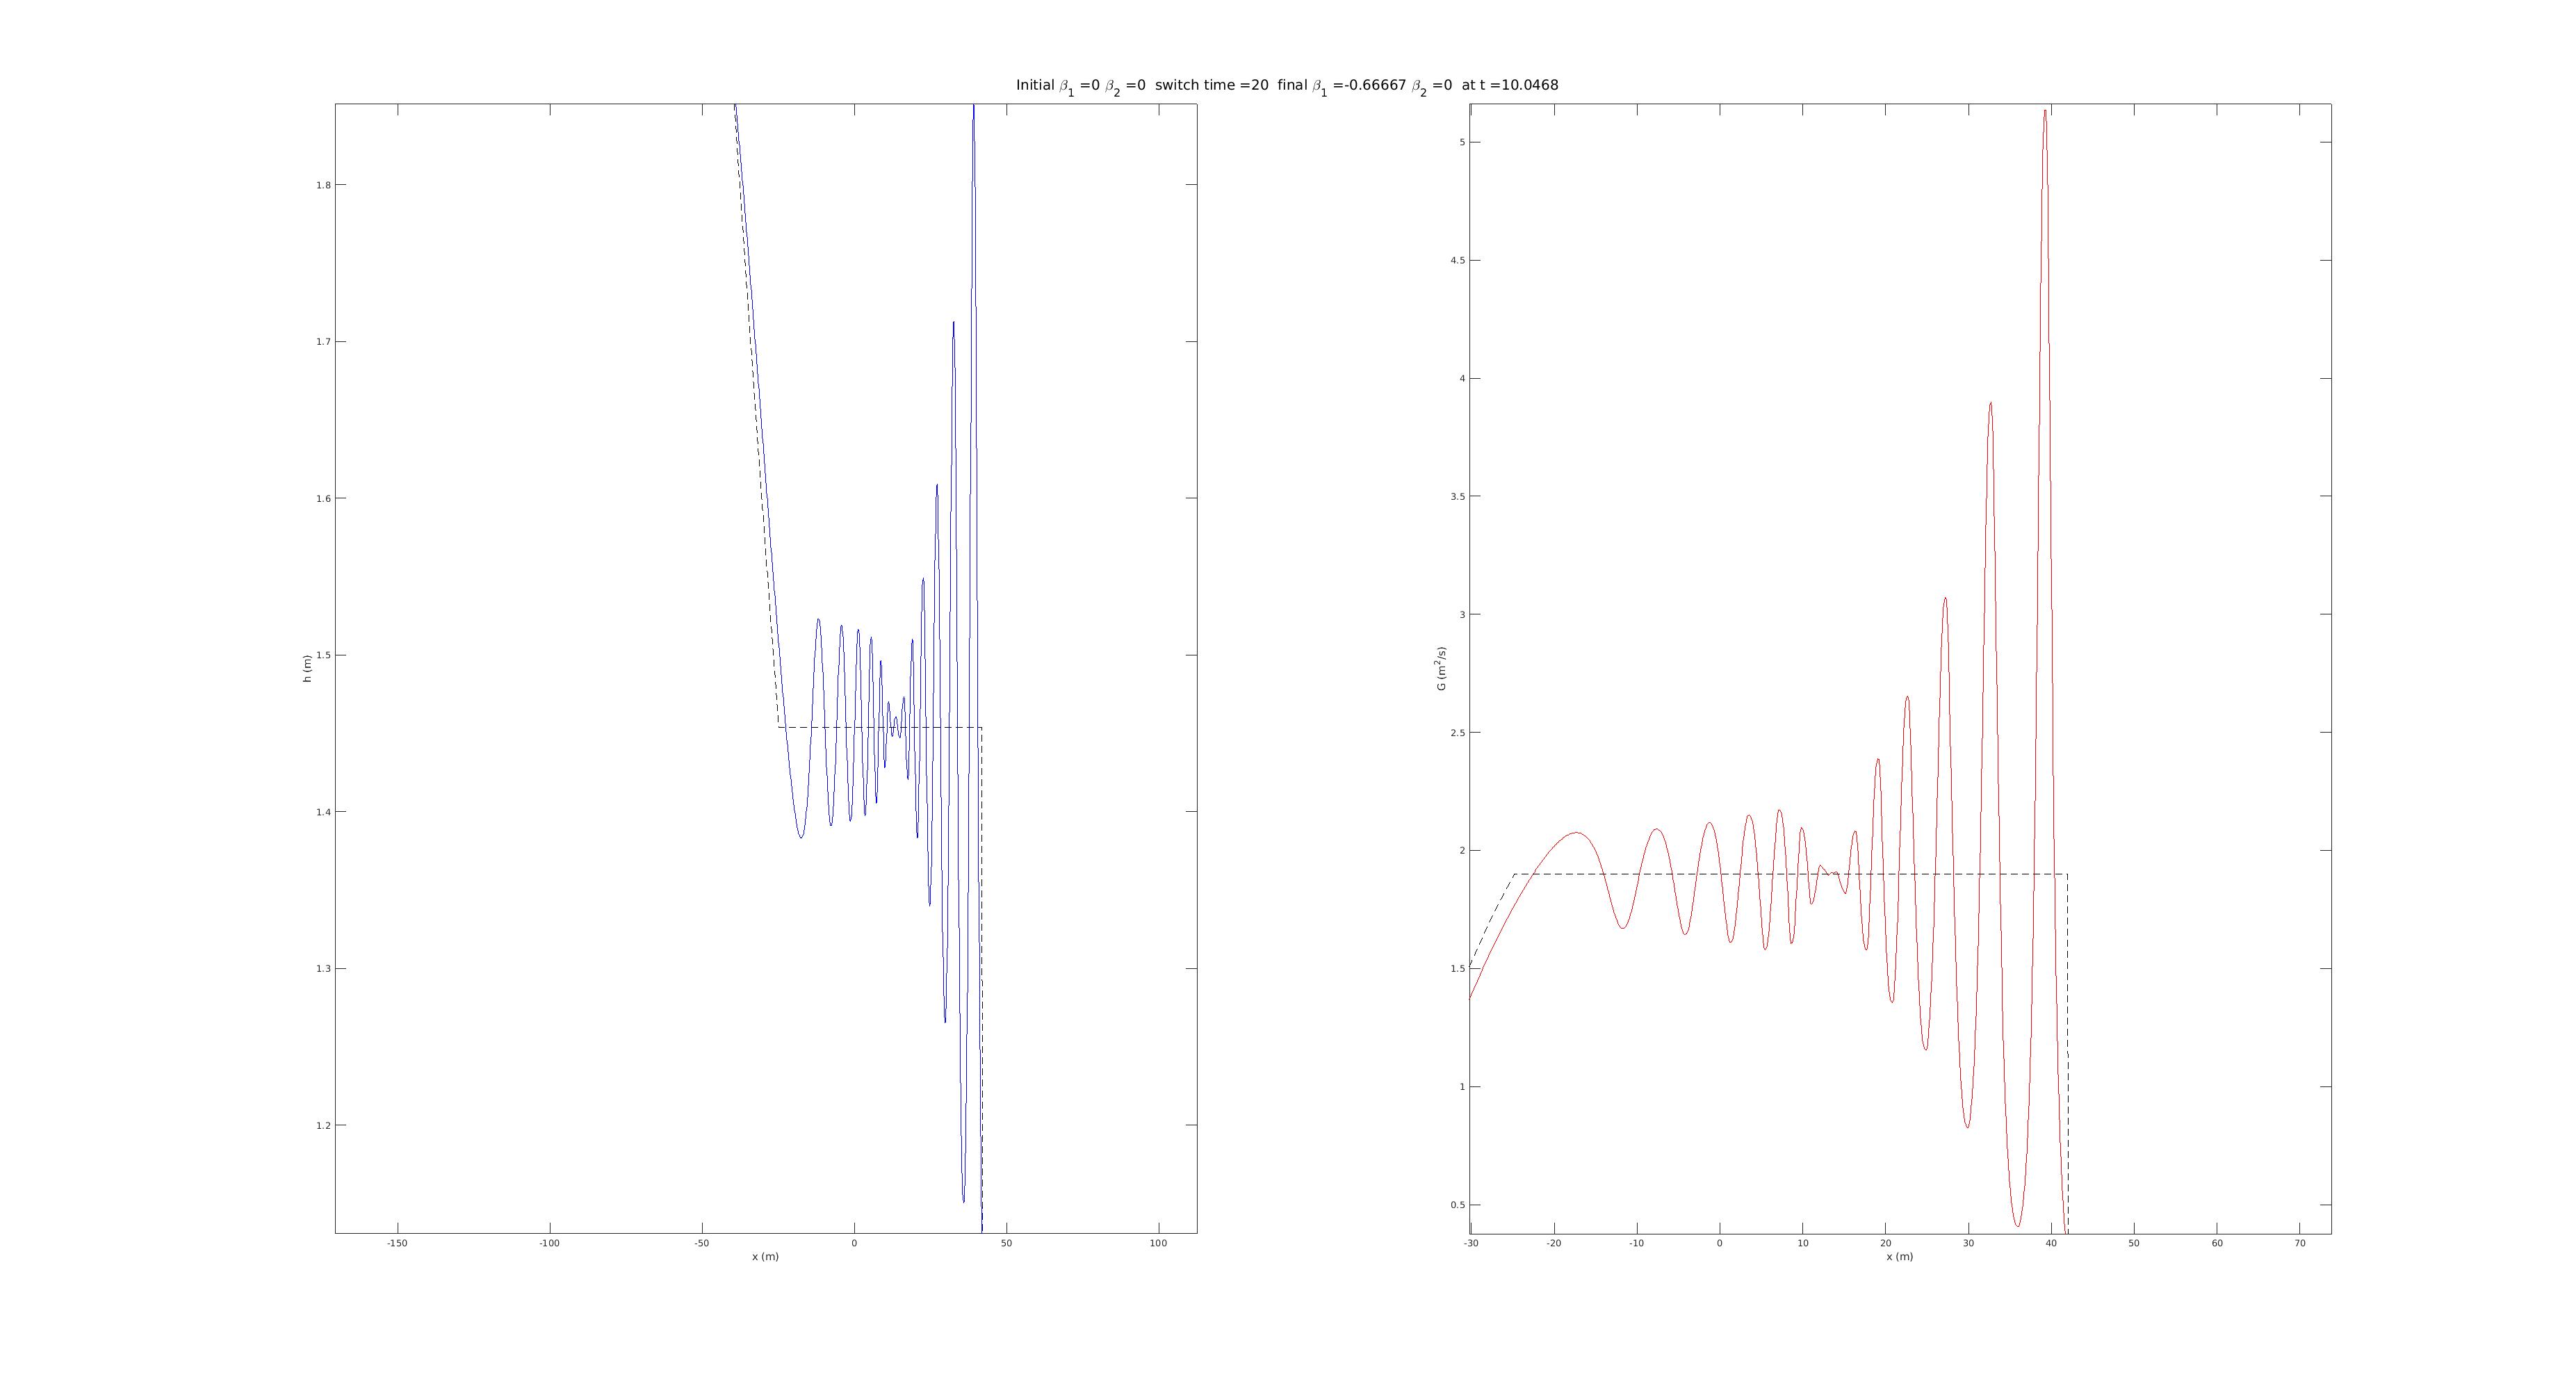 Initial β1 =0 β2 =0 switch time =20 final β1 =-0.66667 β2 =0 at t =10.0468
1.8
1.7
1.6
1.5
1.4
1.3
1.2
h (m)
-150 -100 -50 0 50 100
x (m)
5
4.5
4
3.5
3
2.5
2
1.5
1
0.5
G (m²/s)
-30 -20 -10 0 10 20 30 40 50 60 70
x (m)